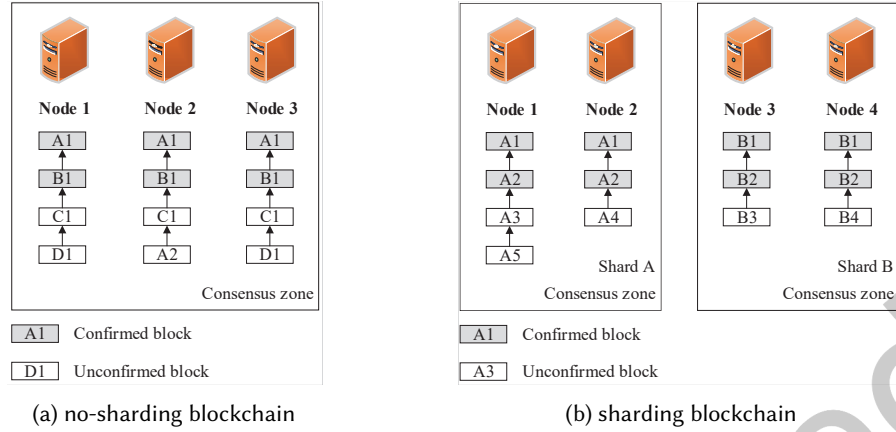 Node 1 Node 2 Node 3
A1 A1 A1
B1 B1 B1
C1 C1 C1
D1 A2 D1
Consensus zone
A1 Confirmed block
D1 Unconfirmed block
(a) no-sharding blockchain
Node 1 Node 2
A1 A1
A2 A2
A3 A4
A5
Shard A
Consensus zone
Node 3 Node 4
B1 B1
B2 B2
B3 B4
Shard B
Consensus zone
A1 Confirmed block
A3 Unconfirmed block
(b) sharding blockchain